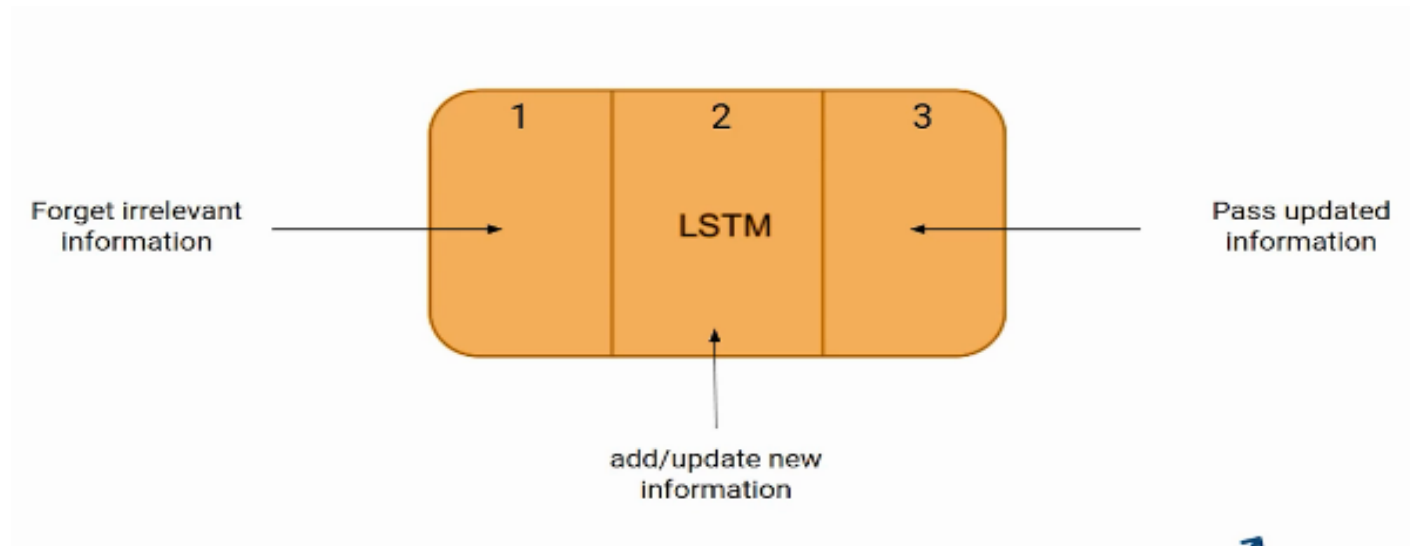 1
2
3
Forget irrelevant
information
LSTM
Pass updated
information
add/update new
information